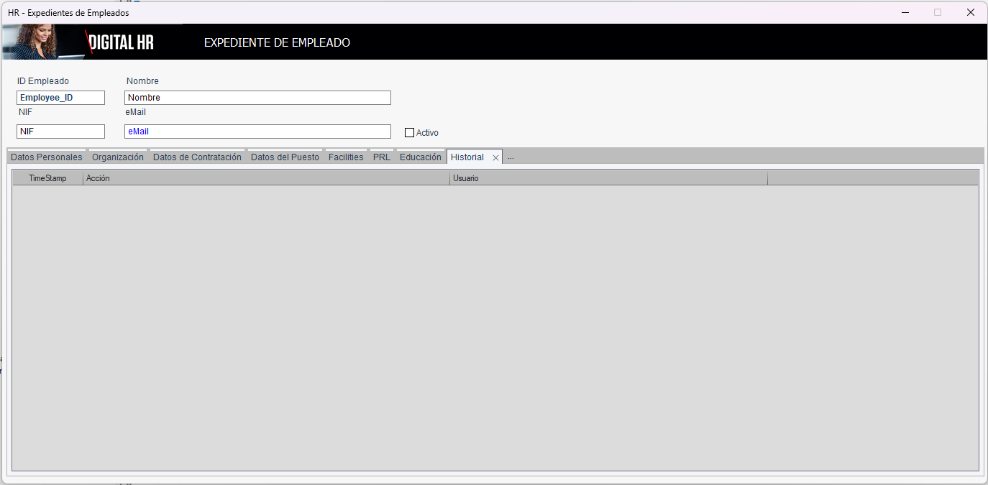 HR - Expedientes de Empleados
DIGITAL HR
EXPEDIENTE DE EMPLEADO
ID Empleado Nombre
Employee_ID Nombre
NIF eMail
NIF eMail Activo
Datos Personales Organización Datos de Contratación Datos del Puesto Facilities PRL Educación Historial ...
TimeStamp Acción Usuario